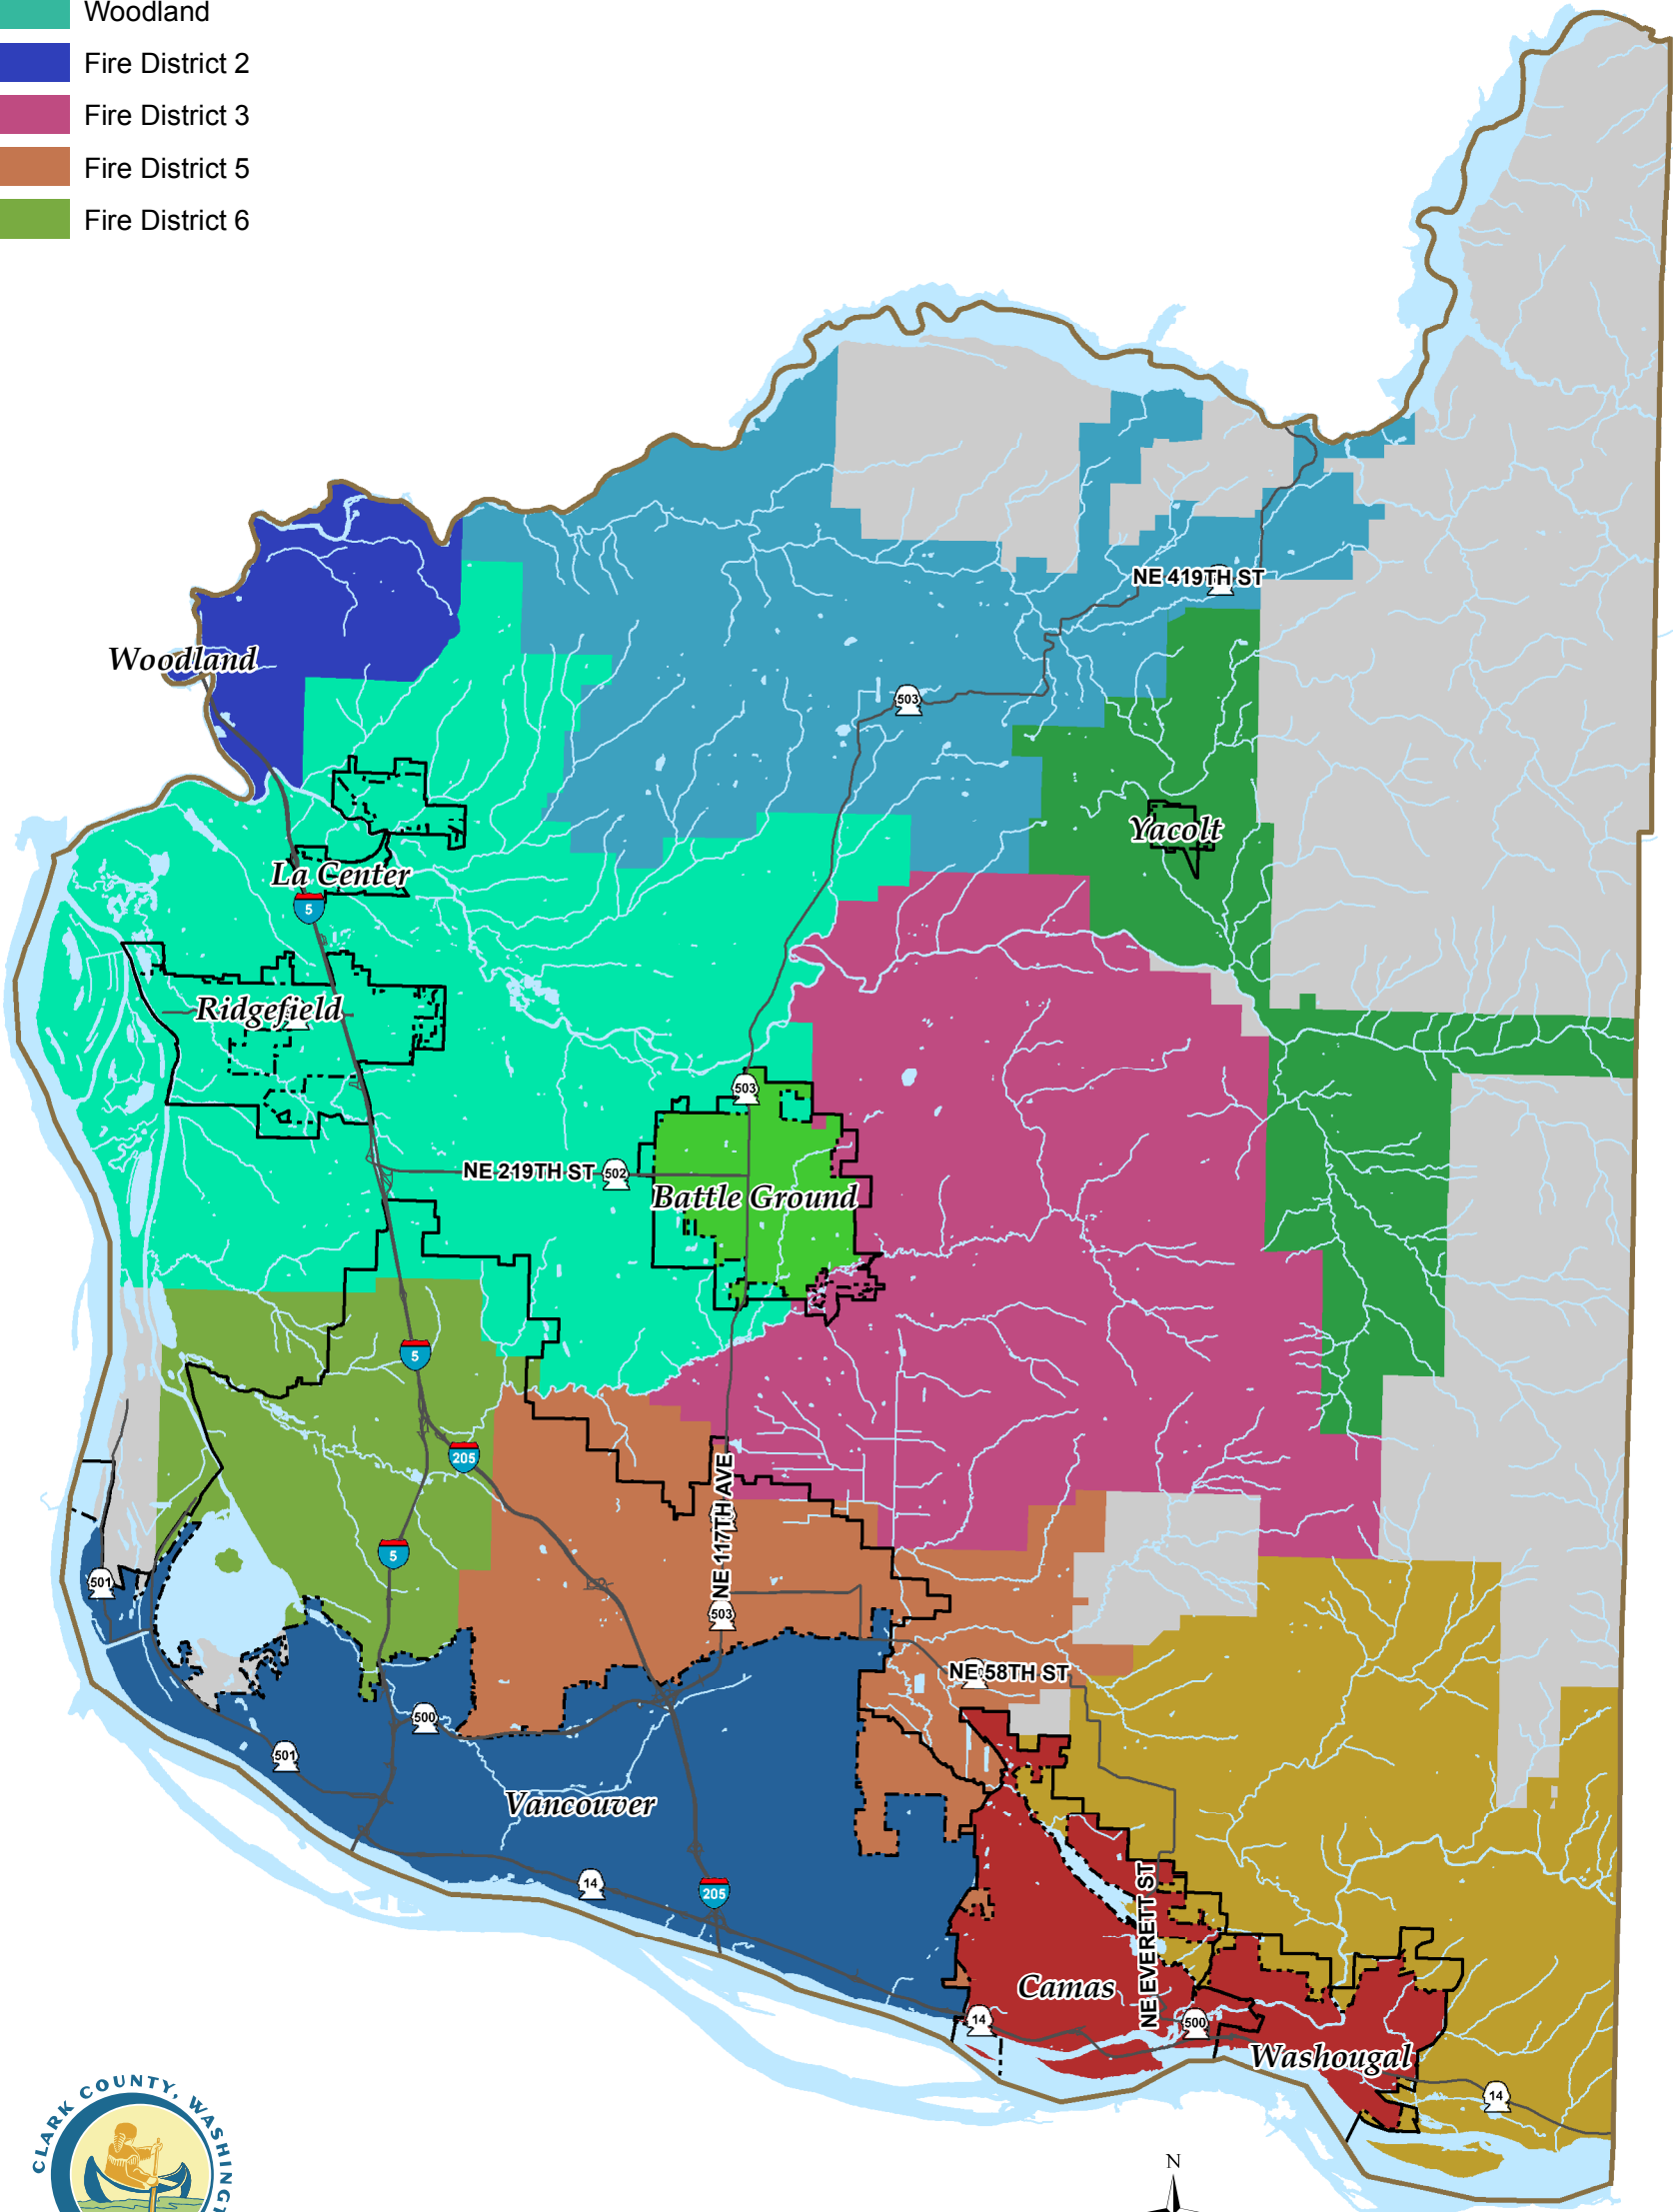 Woodland
Fire District 2
Fire District 3
Fire District 5
Fire District 6
NE 419TH ST
Woodland
503
Yacolt
La Center
5
Ridgefield
503
NE 219TH ST
502
Battle Ground
5
205
NE 117TH AVE
5
501
503
NE 58TH ST
500
501
Vancouver
14
205
NE EVERETT ST
Camas
14
500
Washougal
14
CLARK COUNTY, WASHINGT
N